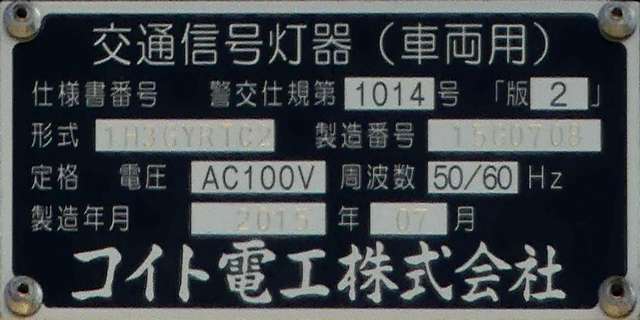 交通信号灯器（車両用）
仕様書番号 警交仕規第 1014 号 「版 2 」
形式 1H3GYRTC2 製造番号 15G0708
定格 電圧 AC100V 周波数 50/60 Hz
製造年月 2015 年 07 月
コイト電工株式会社